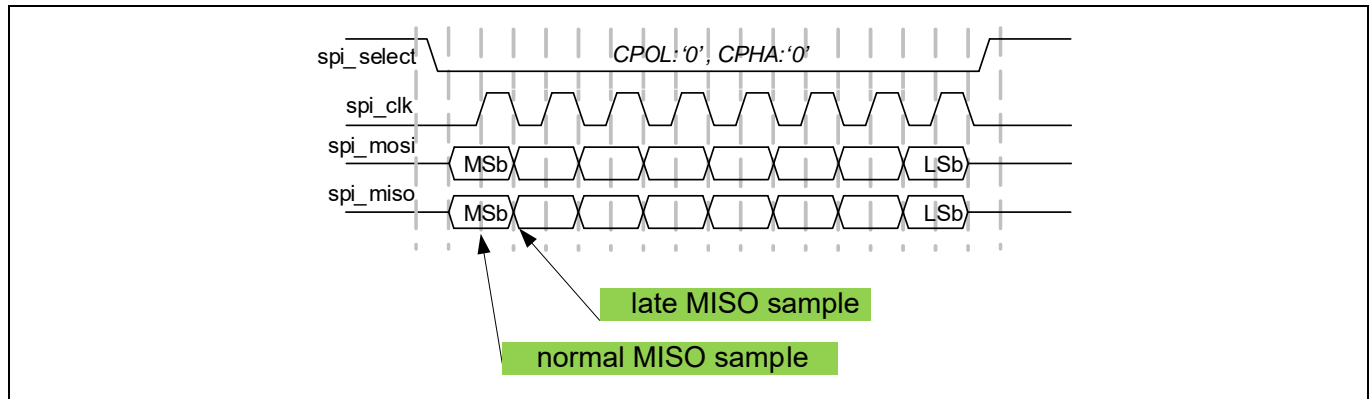 spi_select
CPOL:‘0’ , CPHA:‘0’
spi_clk
spi_mosi
MSb
LSb
spi_miso
MSb
LSb
late MISO sample
normal MISO sample